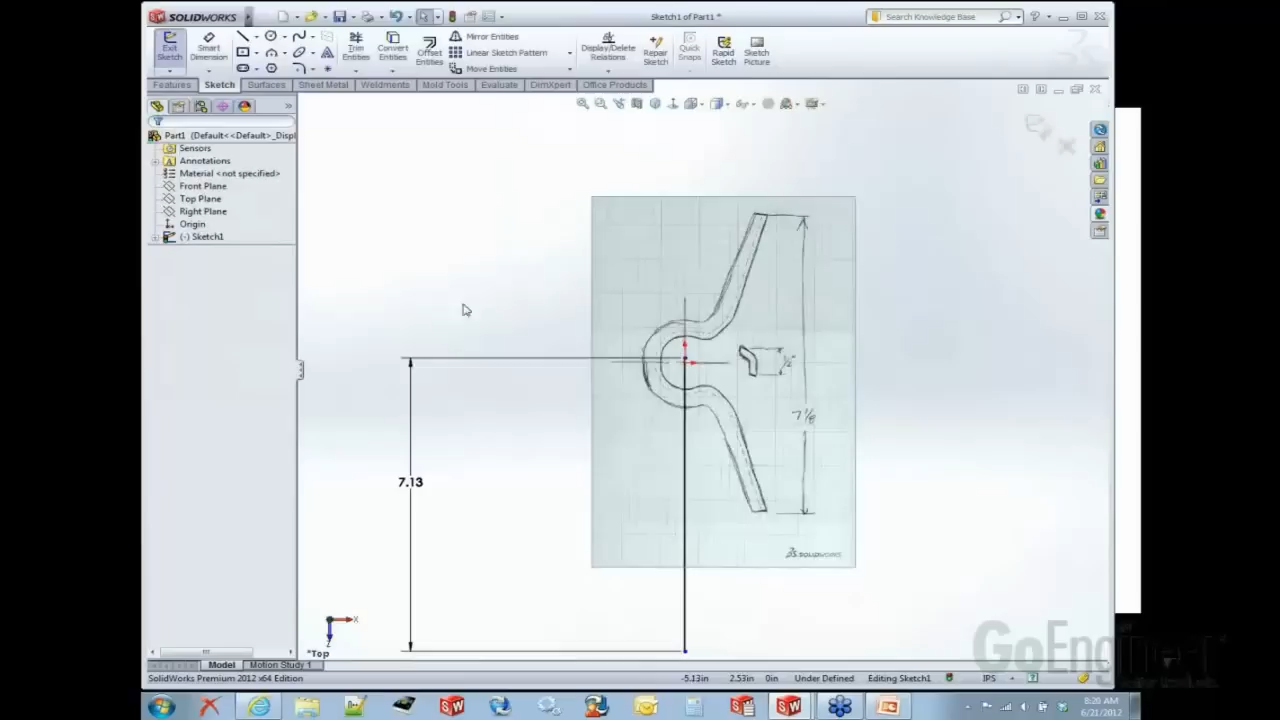 SOLIDWORKS
Sketch1 of Part1 *
Search Knowledge Base
Exit Sketch
Smart Dimension
Trim Entities
Convert Entities
Offset Entities
Mirror Entities
Linear Sketch Pattern
Move Entities
Display/Delete Relations
Repair Sketch
Quick Snaps
Rapid Sketch
Sketch Picture
Features
Sketch
Surfaces
Sheet Metal
Weldments
Mold Tools
Evaluate
DimXpert
Office Products
Part1 (Default<<Default>_Displ
Sensors
Annotations
Material <not specified>
Front Plane
Top Plane
Right Plane
Origin
(-) Sketch1
7.13
1/2"
7 1/8
SOLIDWORKS
X
Z
*Top
Model
Motion Study 1
SolidWorks Premium 2012 x64 Edition
-5.13in
2.53in
0in
Under Defined
Editing Sketch1
IPS
GoEngineer
8:20 AM
6/21/2012